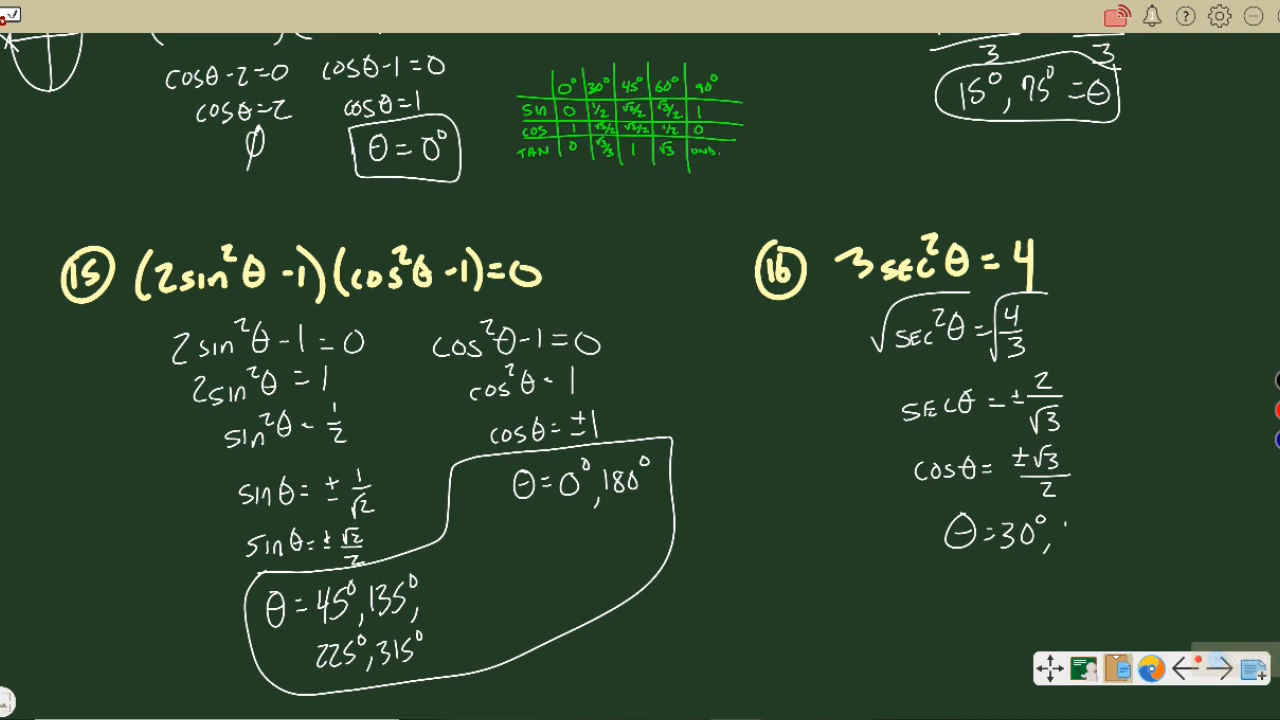 cosθ-2=0 cosθ-1=0
cosθ=2 cosθ=1
∅ θ=0°
0° 30° 45° 60° 90°
sin 0 1/2 √2/2 √3/2 1
cos 1 √3/2 √2/2 1/2 0
TAN 0 √3/3 1 √3 UND.
3 3
15°, 75° =θ
15 (2sin²θ-1)(cos²θ-1)=0
2sin²θ-1=0 cos²θ-1=0
2sin²θ=1 cos²θ=1
sin²θ=1/2 cosθ=±1
sinθ=±1/√2 θ=0°, 180°
sinθ=±√2/2
θ=45°, 135°,
225°, 315°
16 3sec²θ=4
√sec²θ=√4/3
secθ=±2/√3
cosθ=±√3/2
θ=30°,